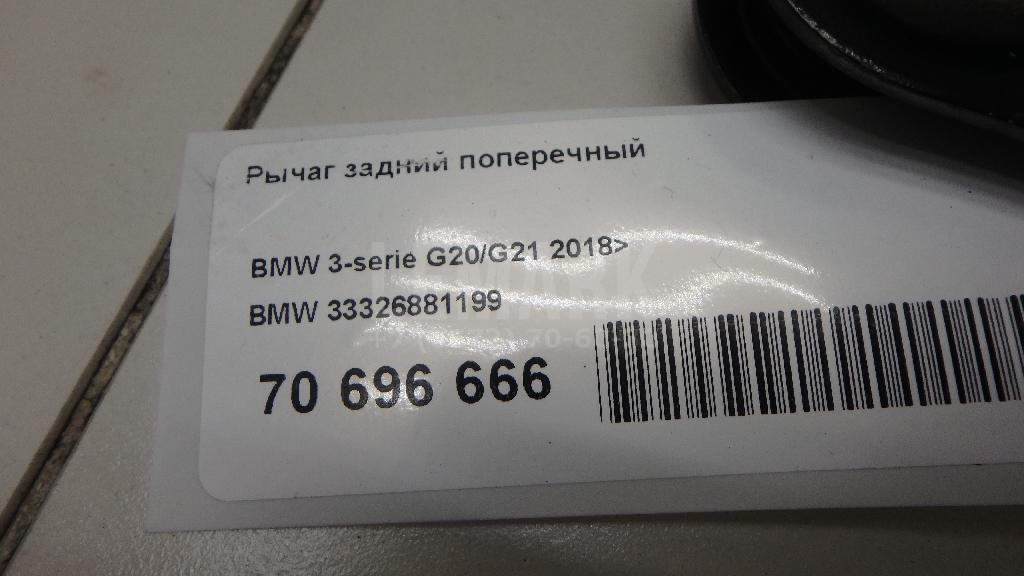 Рычаг задний поперечный
BMW 3-serie G20/G21 2018>
BMW 33326881199
70 696 666